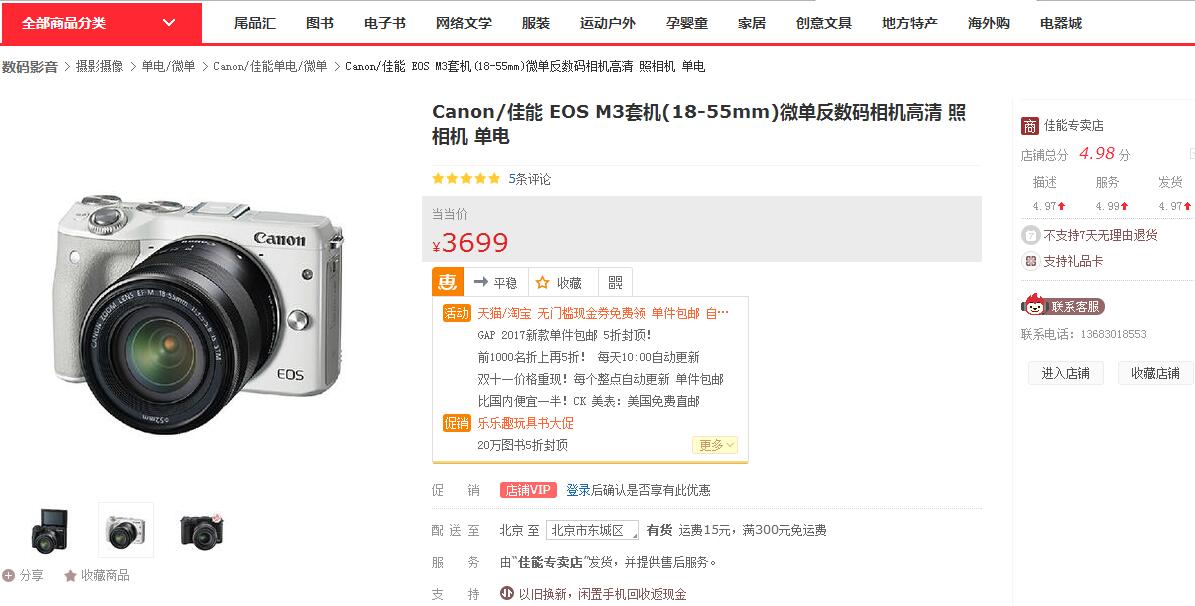 全部商品分类
尾品汇 图书 电子书 网络文学 服装 运动户外 孕婴童 家居 创意文具 地方特产 海外购 电器城
数码影音 > 摄影摄像 > 单电/微单 > Canon/佳能单电/微单 > Canon/佳能 EOS M3套机(18-55mm)微单反数码相机高清 照相机 单电
Canon/佳能 EOS M3套机(18-55mm)微单反数码相机高清 照
相机 单电
5条评论
当当价
¥3699
惠 平稳 收藏
活动 天猫/淘宝 无门槛现金券免费领 单件包邮 自…
GAP 2017新款单件包邮 5折封顶!
前1000名折上再5折! 每天10:00自动更新
双十一价格重现! 每个整点自动更新 单件包邮
比国内便宜一半! CK 美表: 美国免费直邮
促销 乐乐趣玩具书大促
20万图书5折封顶
更多
促 销 店铺VIP 登录后确认是否享有此优惠
配送至 北京 至 北京市东城区 有货 运费15元，满300元免运费
服 务 由“佳能专卖店”发货，并提供售后服务。
支 持 以旧换新，闲置手机回收返现金
Canon
EOS
CANON ZOOM LENS EF-M 18-55mm 1:3.5-5.6 IS STM
Ø52mm
分享 收藏商品
商 佳能专卖店
店铺总分 4.98 分
描述 服务 发货
4.97 4.99 4.97
7 不支持7天无理由退货
支持礼品卡
联系客服
联系电话: 13683018553
进入店铺 收藏店铺